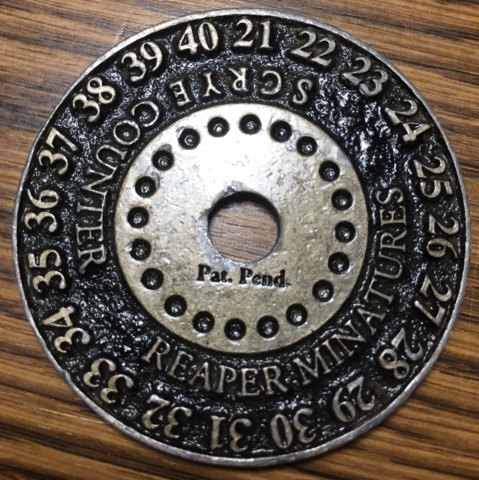 21 22 23 24 25 26 27 28 29 30 31 32 33 34 35 36 37 38 39 40
SCRYE COUNTER
REAPER MINATURES
Pat. Pend.